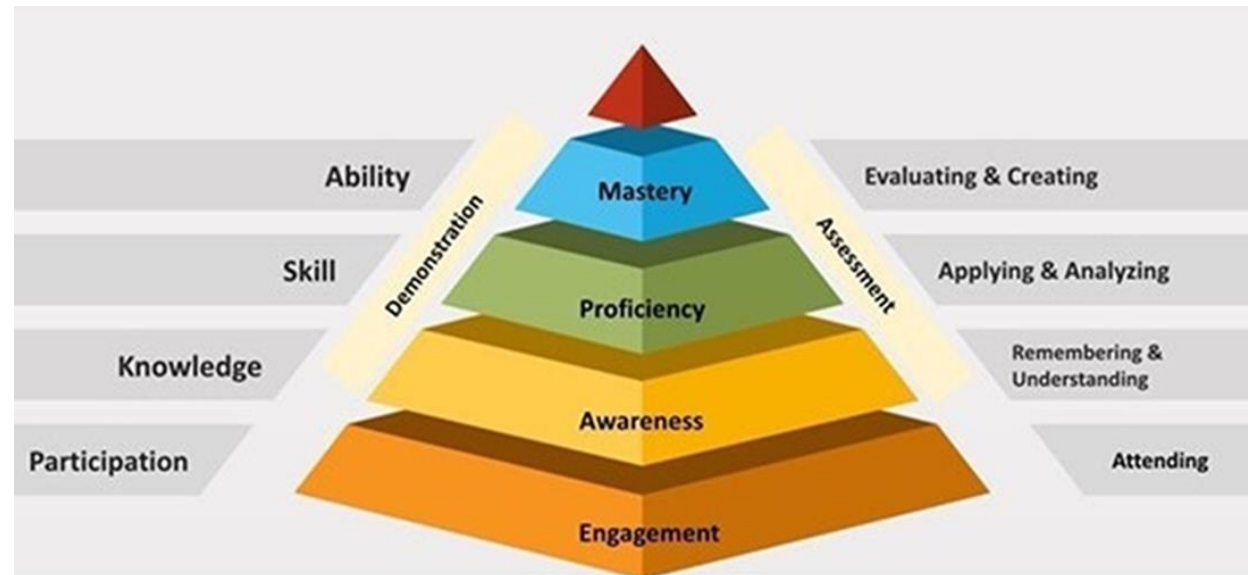 Ability
Mastery
Evaluating & Creating
Demonstration
Assessment
Skill
Proficiency
Applying & Analyzing
Knowledge
Awareness
Remembering &
Understanding
Participation
Engagement
Attending